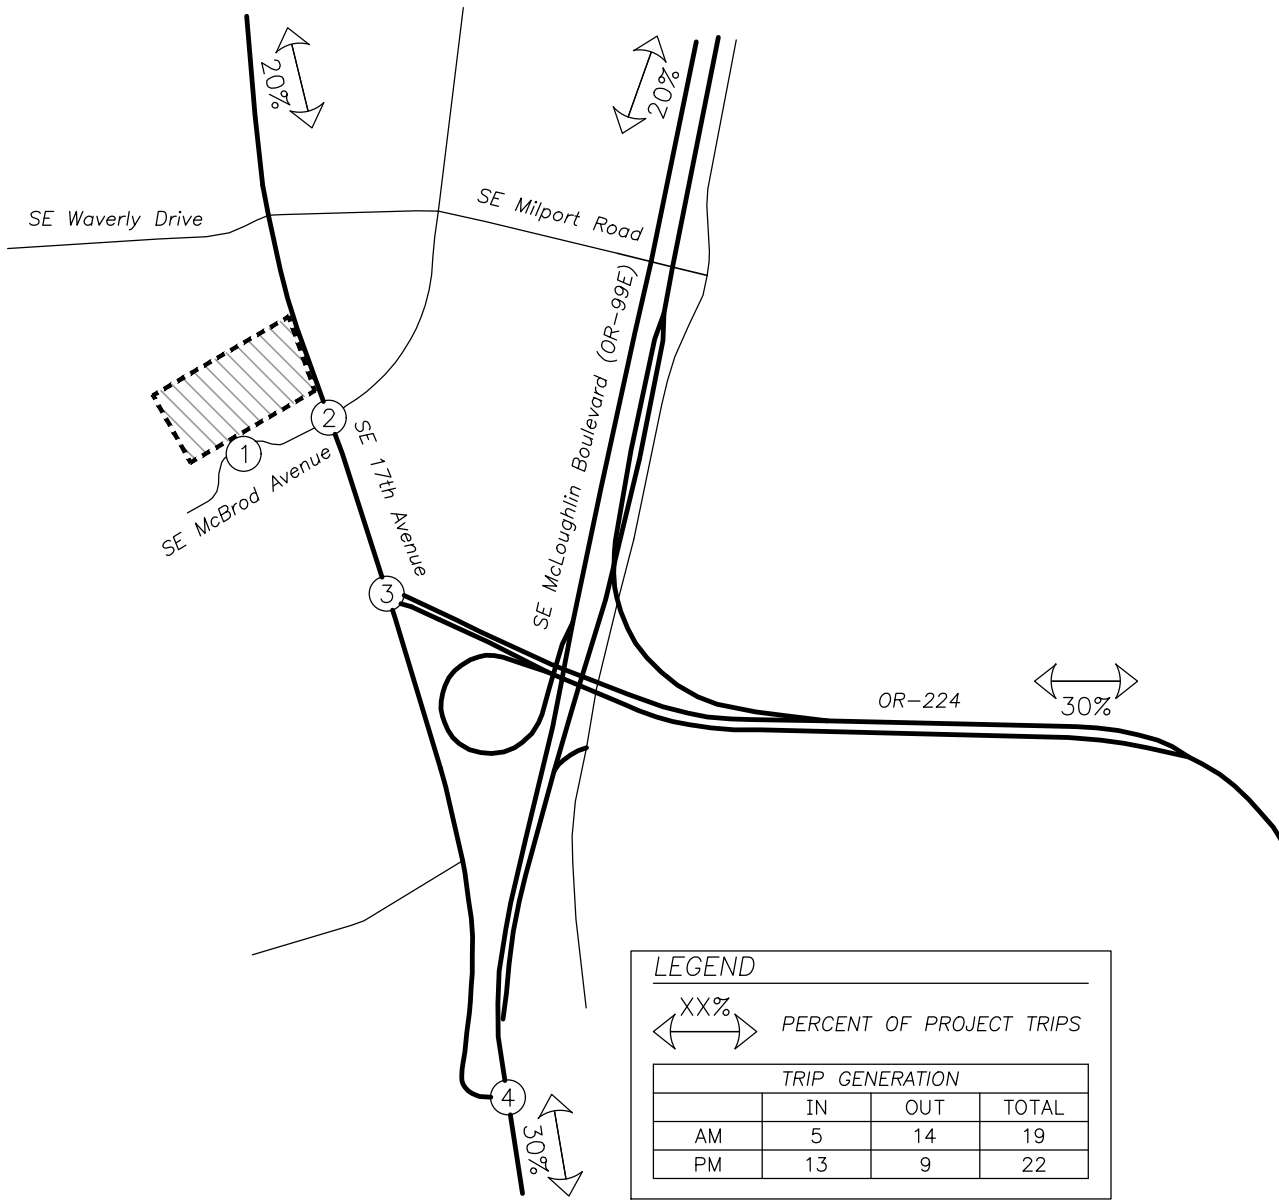 20%
20%
SE Waverly Drive
SE Milport Road
SE McLoughlin Boulevard (OR-99E)
2
1
SE McBrod Avenue
SE 17th Avenue
3
OR-224
30%
4
30%
LEGEND
XX%
PERCENT OF PROJECT TRIPS
TRIP GENERATION
IN OUT TOTAL
AM 5 14 19
PM 13 9 22